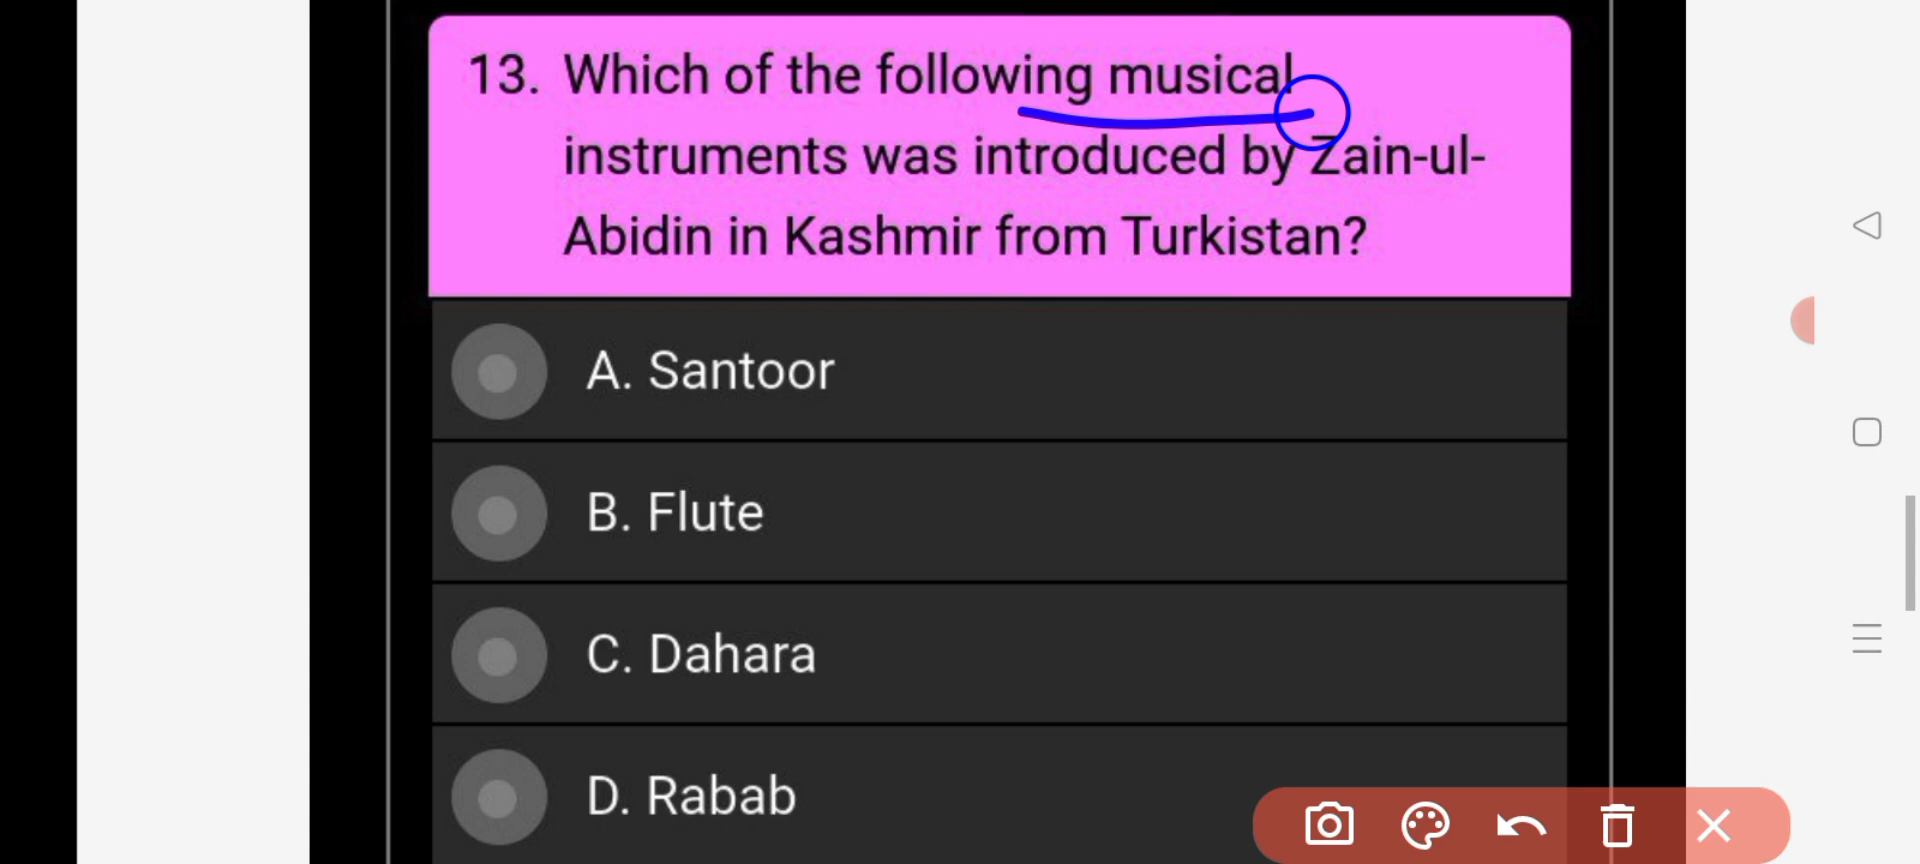 13. Which of the following musical
instruments was introduced by Zain-ul-
Abidin in Kashmir from Turkistan?
A. Santoor
B. Flute
C. Dahara
D. Rabab